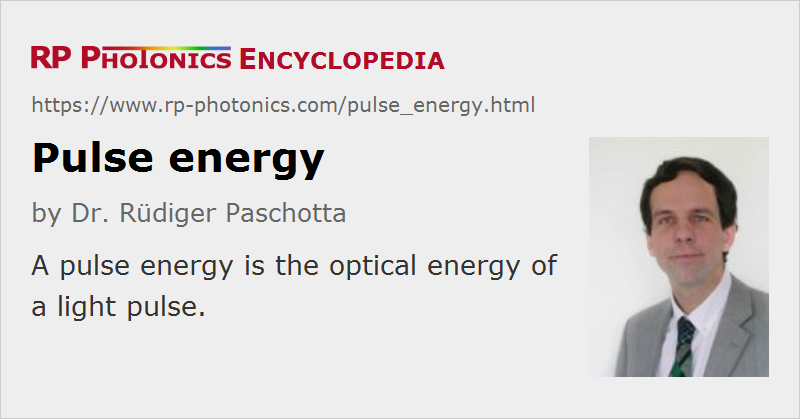 RP PHOTONICS ENCYCLOPEDIA
https://www.rp-photonics.com/pulse_energy.html
Pulse energy
by Dr. Rüdiger Paschotta
A pulse energy is the optical energy of
a light pulse.